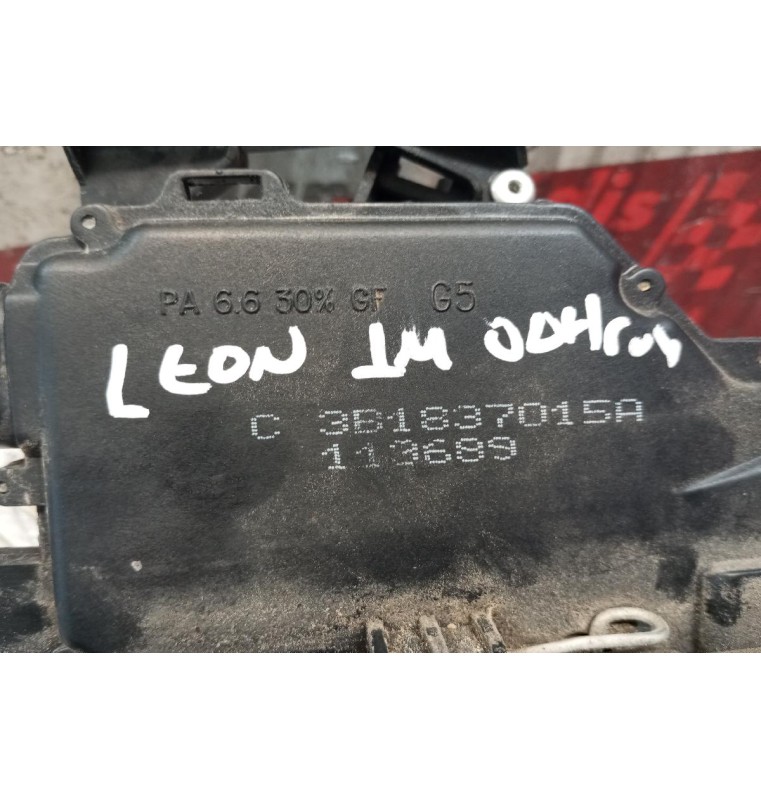 PA 6.6 30% GF G5
LEON 1M
C 3B1837015A
113689